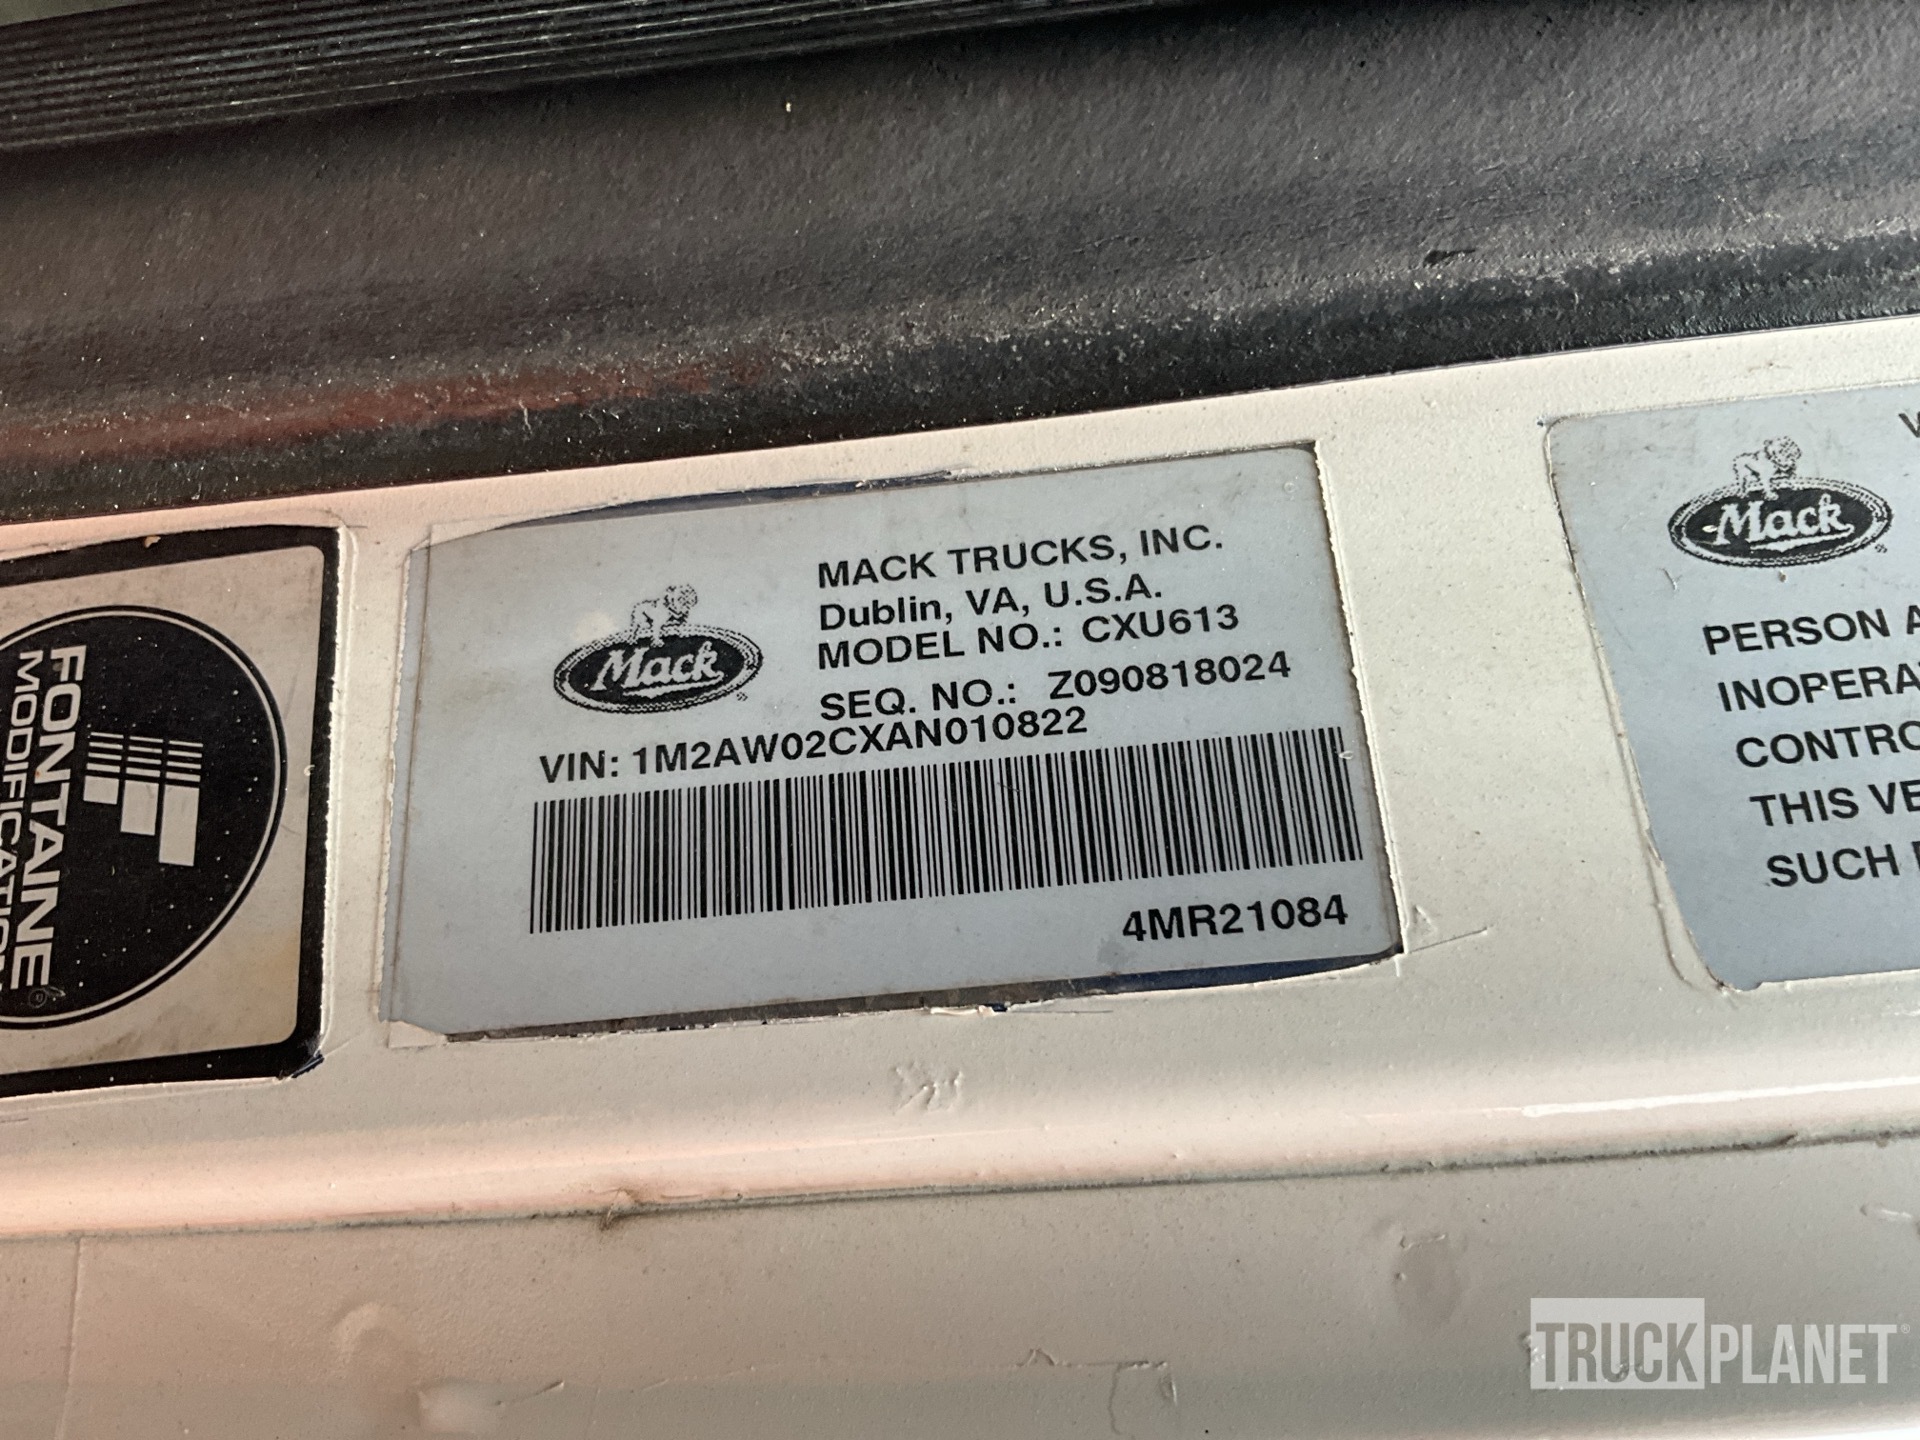 FONTAINE
MODIFICATION
Mack
MACK TRUCKS, INC.
Dublin, VA, U.S.A.
MODEL NO.: CXU613
SEQ. NO.: Z090818024
VIN: 1M2AW02CXAN010822
4MR21084
Mack
PERSON A
INOPERA
CONTRO
THIS VE
SUCH
TRUCKPLANET®